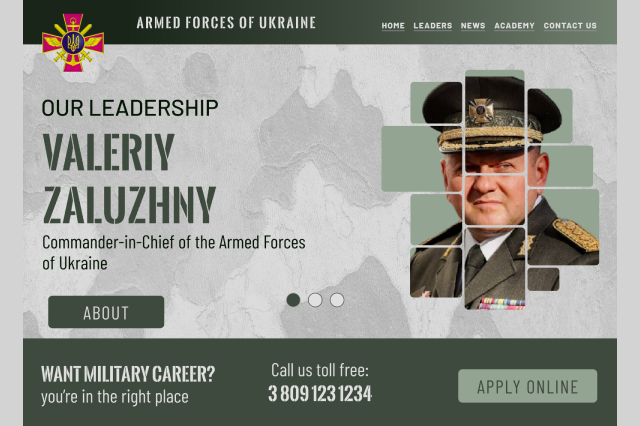 ARMED FORCES OF UKRAINE
HOME LEADERS NEWS ACADEMY CONTACT US
OUR LEADERSHIP
VALERIY
ZALUZHNY
Commander-in-Chief of the Armed Forces
of Ukraine
ABOUT
WANT MILITARY CAREER?
you're in the right place
Call us toll free:
3 809 123 1234
APPLY ONLINE